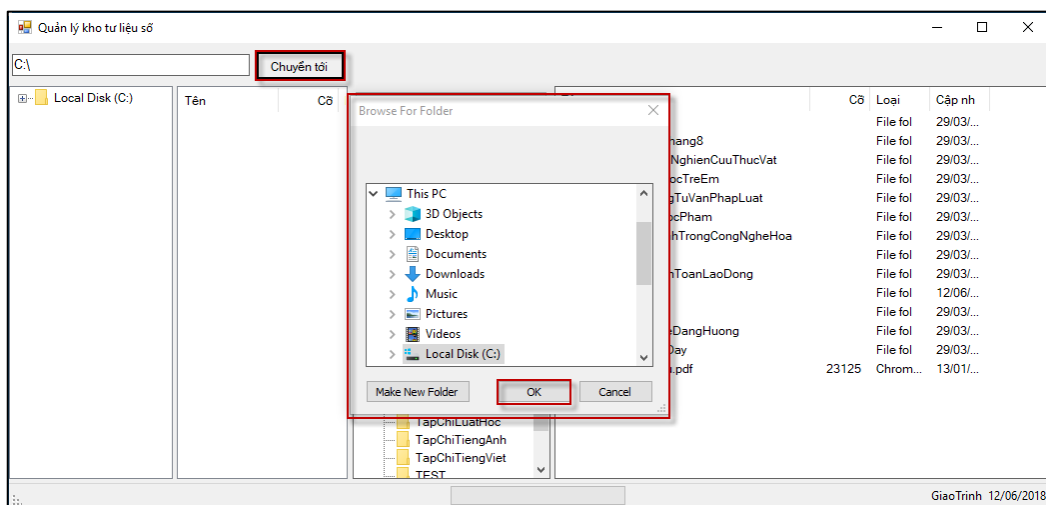 Quản lý kho tư liệu số
C:\
Chuyển tới
Local Disk (C:)
Tên Cỡ
Browse For Folder
This PC
3D Objects
Desktop
Documents
Downloads
Music
Pictures
Videos
Local Disk (C:)
Make New Folder OK Cancel
TapChiLuatHoc
TapChiTiengAnh
TapChiTiengViet
TEST
Cỡ Loại Cập nh
File fol 29/03/...
hang8 File fol 29/03/...
NghienCuuThucVat File fol 29/03/...
ocTreEm File fol 29/03/...
gTuVanPhapLuat File fol 29/03/...
ocPham File fol 29/03/...
hTrongCongNgheHoa File fol 29/03/...
File fol 29/03/...
nToanLaoDong File fol 29/03/...
File fol 12/06/...
File fol 29/03/...
eDangHuong File fol 29/03/...
Day File fol 29/03/...
.pdf 23125 Chrom... 13/01/...
GiaoTrinh 12/06/2018